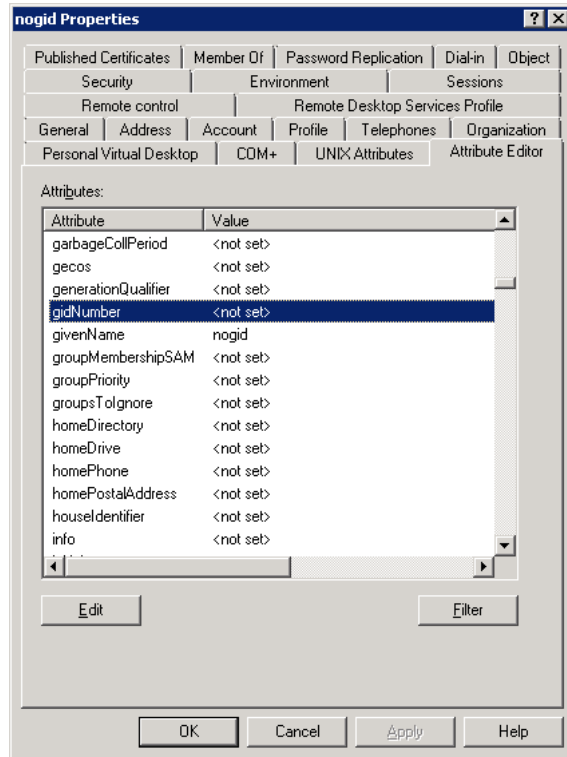 nogid Properties
Published Certificates Member Of Password Replication Dial-in Object
Security Environment Sessions
Remote control Remote Desktop Services Profile
General Address Account Profile Telephones Organization
Personal Virtual Desktop COM+ UNIX Attributes Attribute Editor
Attributes:
Attribute Value
garbageCollPeriod <not set>
gecos <not set>
generationQualifier <not set>
gidNumber <not set>
givenName nogid
groupMembershipSAM <not set>
groupPriority <not set>
groupsToIgnore <not set>
homeDirectory <not set>
homeDrive <not set>
homePhone <not set>
homePostalAddress <not set>
houseIdentifier <not set>
info <not set>
Edit Filter
OK Cancel Apply Help